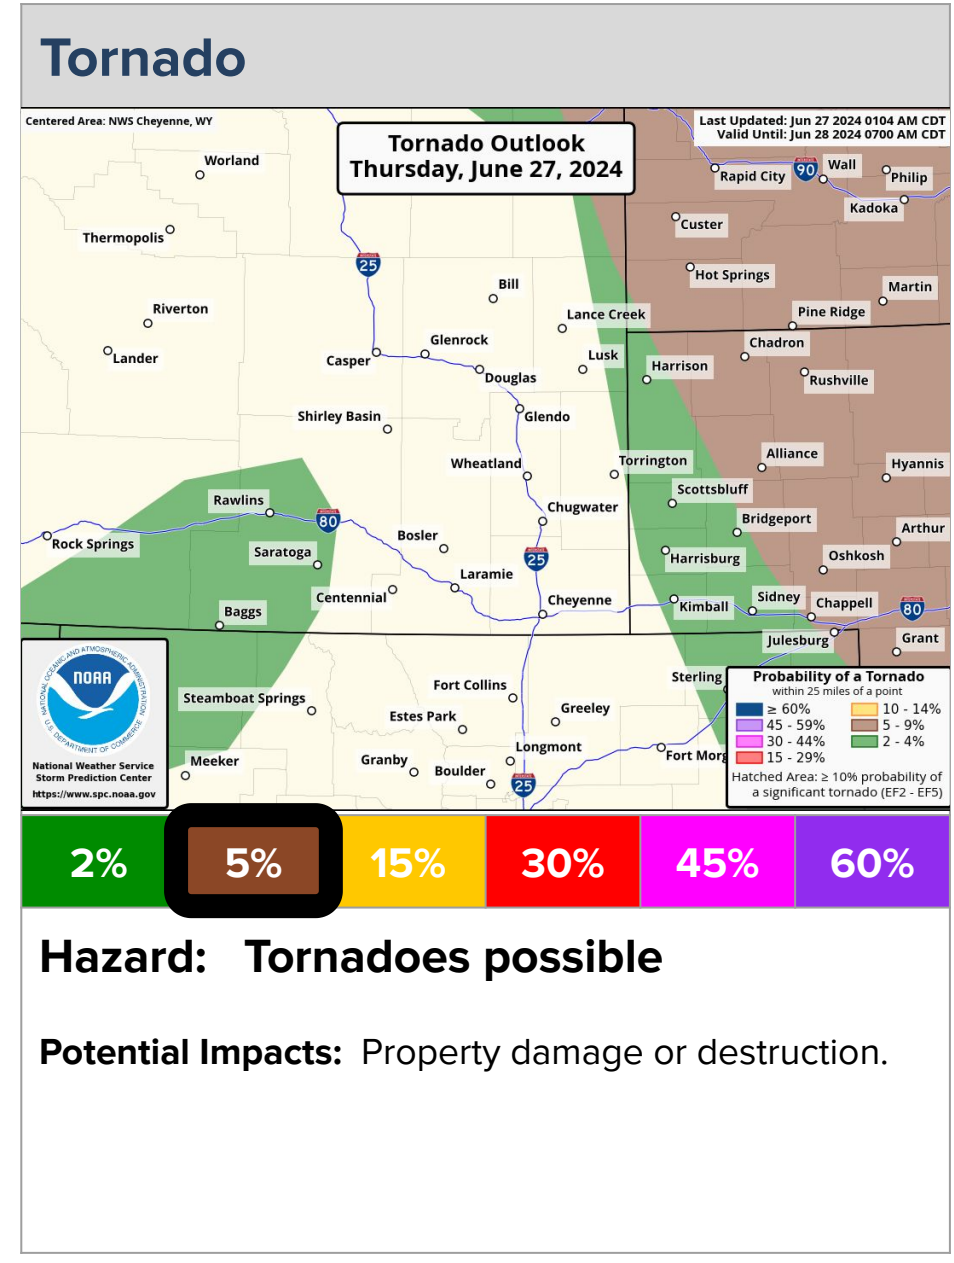 Tornado
Centered Area: NWS Cheyenne, WY
Tornado Outlook
Thursday, June 27, 2024
Last Updated: Jun 27 2024 0104 AM CDT
Valid Until: Jun 28 2024 0700 AM CDT
Worland
Rapid City
90
Wall
Philip
Kadoka
Thermopolis
Custer
25
Hot Springs
Bill
Martin
Riverton
Lance Creek
Pine Ridge
Lander
Casper
Glenrock
Lusk
Harrison
Chadron
Douglas
Rushville
Shirley Basin
Glendo
Wheatland
Torrington
Alliance
Hyannis
Rawlins
80
Scottsbluff
Chugwater
Bridgeport
Rock Springs
Saratoga
Bosler
25
Harrisburg
Oshkosh
Arthur
Centennial
Laramie
Baggs
Cheyenne
Kimball
Sidney
Chappell
80
Julesburg
Grant
NOAA
NATIONAL OCEANIC AND ATMOSPHERIC ADMINISTRATION
U.S. DEPARTMENT OF COMMERCE
National Weather Service
Storm Prediction Center
https://www.spc.noaa.gov
Steamboat Springs
Fort Collins
Sterling
Estes Park
Greeley
Meeker
Granby
Longmont
Boulder
25
Fort Morg
Probability of a Tornado
within 25 miles of a point
≥ 60% 10 - 14%
45 - 59% 5 - 9%
30 - 44% 2 - 4%
15 - 29%
Hatched Area: ≥ 10% probability of
a significant tornado (EF2 - EF5)
2% 5% 15% 30% 45% 60%
Hazard: Tornadoes possible
Potential Impacts: Property damage or destruction.